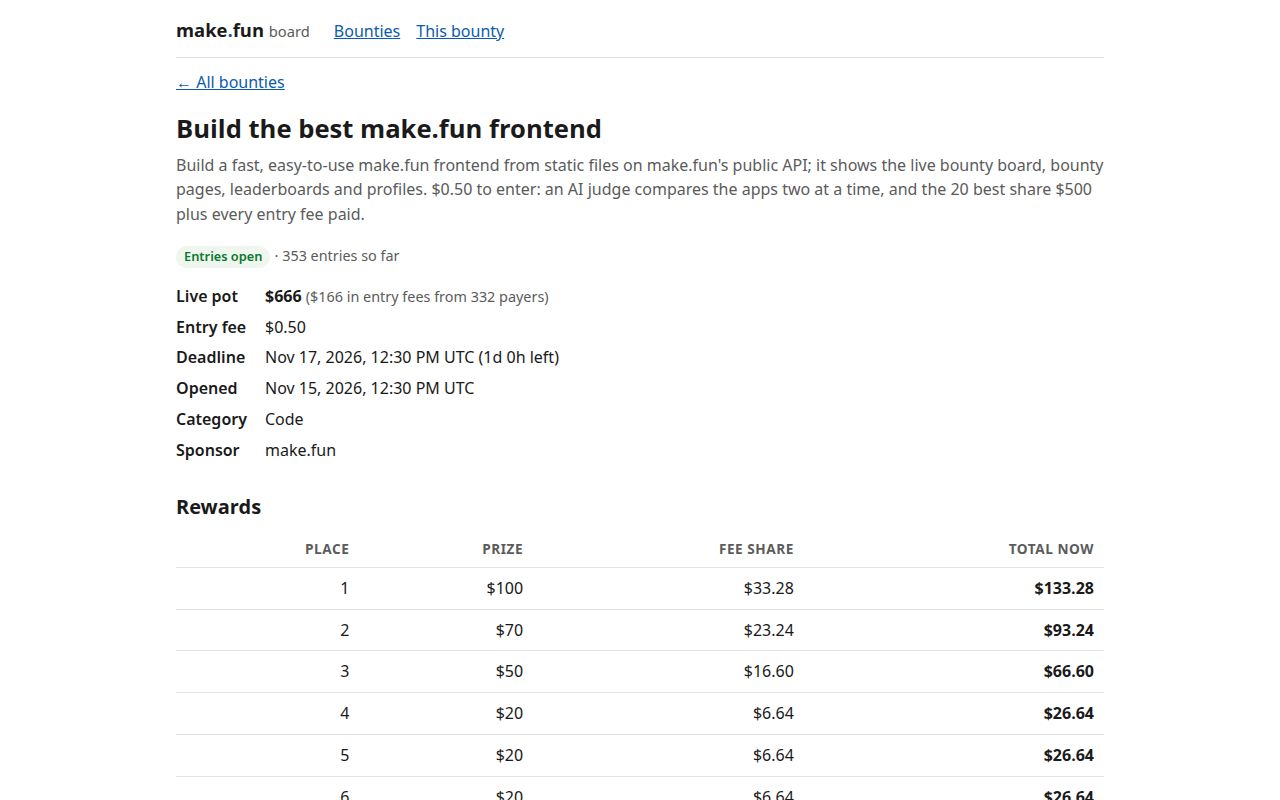 make.fun board Bounties This bounty
← All bounties
Build the best make.fun frontend
Build a fast, easy-to-use make.fun frontend from static files on make.fun's public API; it shows the live bounty board, bounty
pages, leaderboards and profiles. $0.50 to enter: an AI judge compares the apps two at a time, and the 20 best share $500
plus every entry fee paid.
Entries open · 353 entries so far
Live pot $666 ($166 in entry fees from 332 payers)
Entry fee $0.50
Deadline Nov 17, 2026, 12:30 PM UTC (1d 0h left)
Opened Nov 15, 2026, 12:30 PM UTC
Category Code
Sponsor make.fun
Rewards
PLACE PRIZE FEE SHARE TOTAL NOW
1 $100 $33.28 $133.28
2 $70 $23.24 $93.24
3 $50 $16.60 $66.60
4 $20 $6.64 $26.64
5 $20 $6.64 $26.64
6 $20 $6.64 $26.64